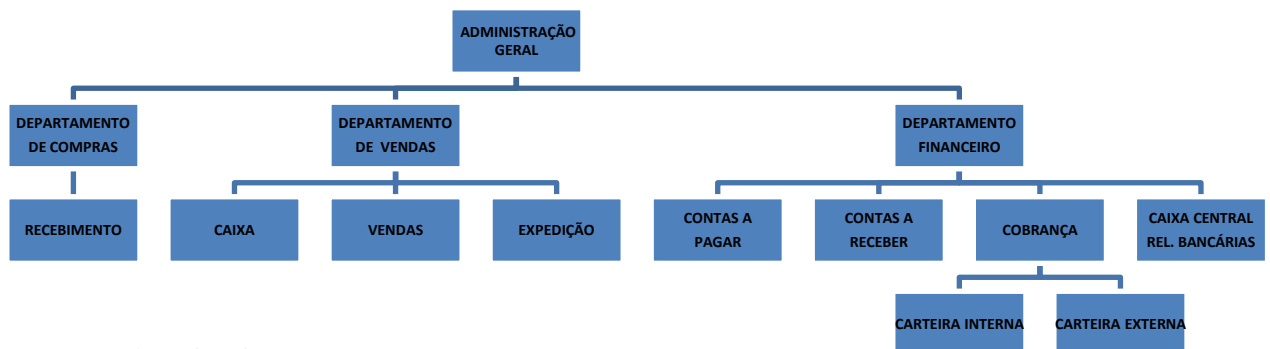 ADMINISTRAÇÃO
GERAL
DEPARTAMENTO
DE COMPRAS
DEPARTAMENTO
DE VENDAS
DEPARTAMENTO
FINANCEIRO
RECEBIMENTO
CAIXA
VENDAS
EXPEDIÇÃO
CONTAS A
PAGAR
CONTAS A
RECEBER
COBRANÇA
CAIXA CENTRAL
REL. BANCÁRIAS
CARTEIRA INTERNA
CARTEIRA EXTERNA